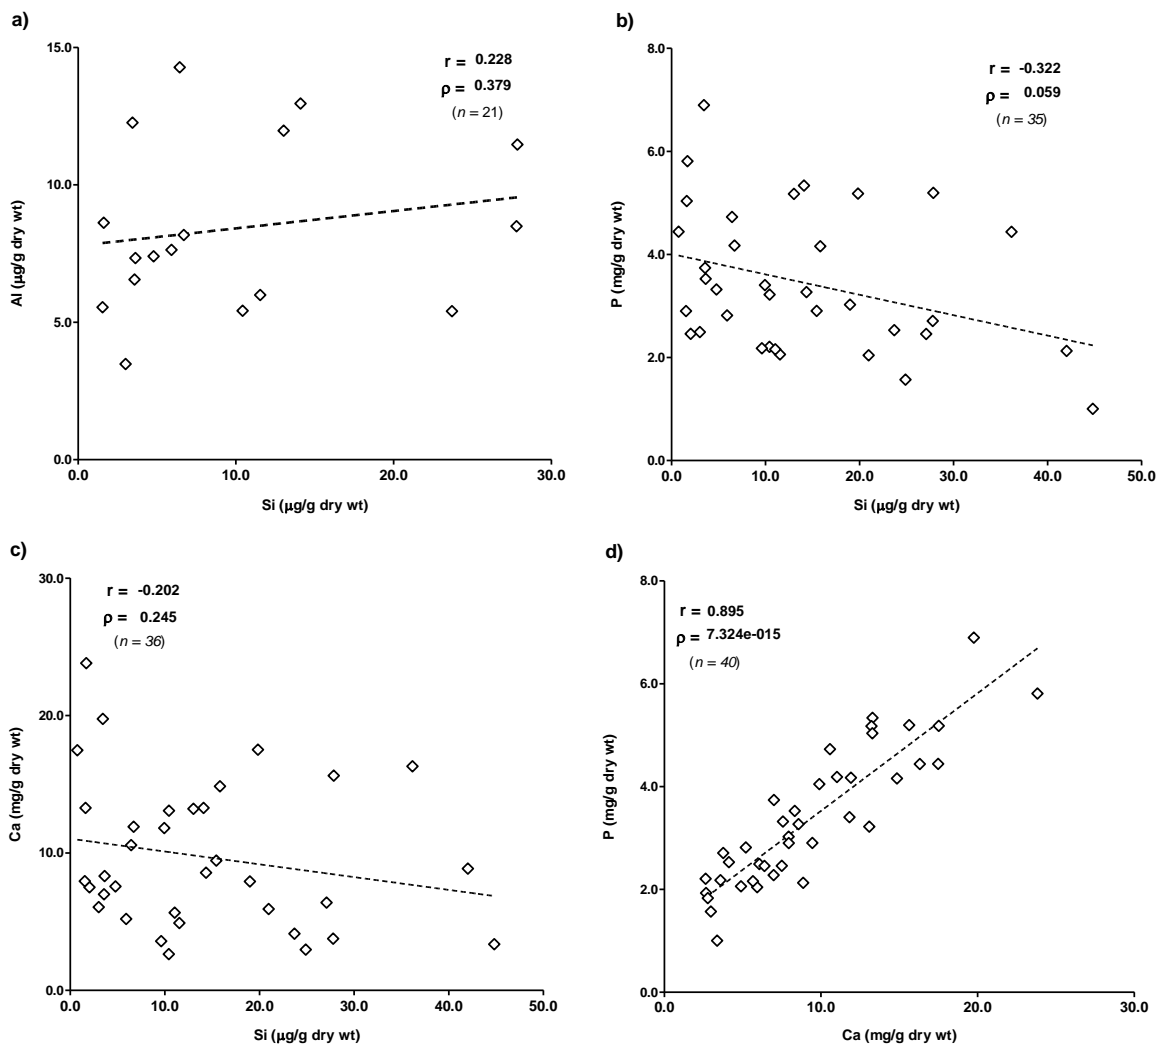 a)
r = 0.228
ρ = 0.379
(n = 21)
15.0
10.0
5.0
0.0
Al (µg/g dry wt)
0.0 10.0 20.0 30.0
Si (µg/g dry wt)
b)
r = -0.322
ρ = 0.059
(n = 35)
8.0
6.0
4.0
2.0
0.0
P (mg/g dry wt)
0.0 10.0 20.0 30.0 40.0 50.0
Si (µg/g dry wt)
c)
r = -0.202
ρ = 0.245
(n = 36)
30.0
20.0
10.0
0.0
Ca (mg/g dry wt)
0.0 10.0 20.0 30.0 40.0 50.0
Si (µg/g dry wt)
d)
r = 0.895
ρ = 7.324e-015
(n = 40)
8.0
6.0
4.0
2.0
0.0
P (mg/g dry wt)
0.0 10.0 20.0 30.0
Ca (mg/g dry wt)